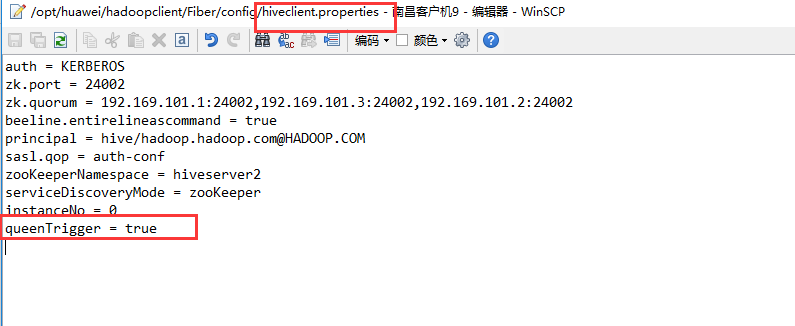 /opt/huawei/hadoopclient/Fiber/config/hiveclient.properties - 南昌客户机9 - 编辑器 - WinSCP
编码 颜色
auth = KERBEROS
zk.port = 24002
zk.quorum = 192.169.101.1:24002,192.169.101.3:24002,192.169.101.2:24002
beeline.entirelineascommand = true
principal = hive/hadoop.hadoop.com@HADOOP.COM
sasl.qop = auth-conf
zooKeeperNamespace = hiveserver2
serviceDiscoveryMode = zooKeeper
instanceNo = 0
queenTrigger = true